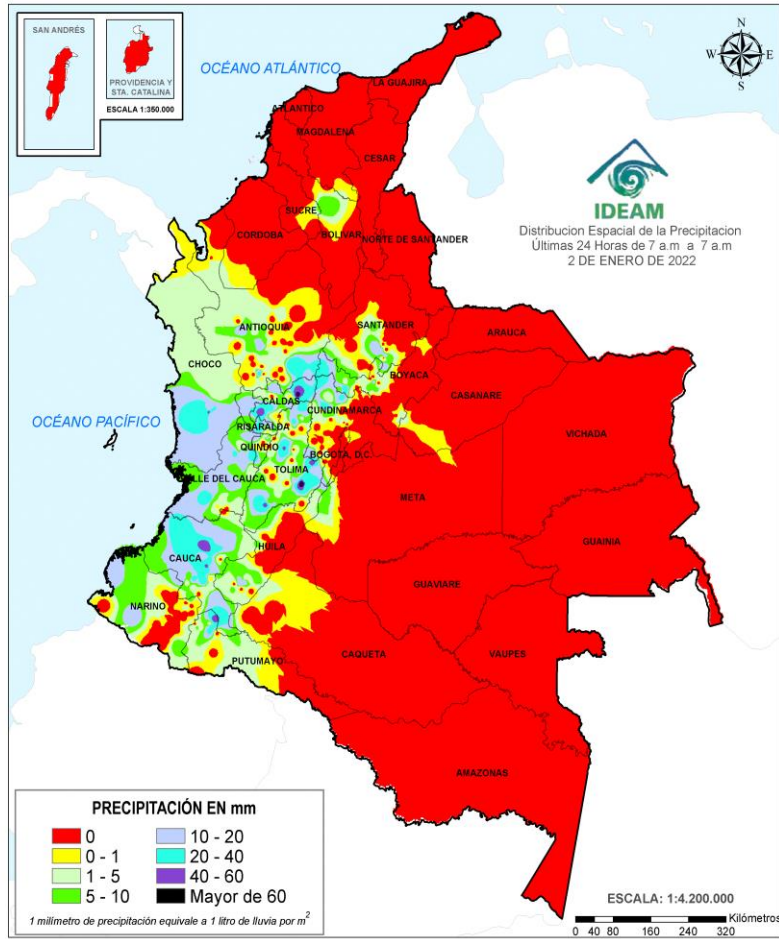 SAN ANDRÉS
PROVIDENCIA Y
STA. CATALINA
ESCALA 1:350.000
OCÉANO ATLÁNTICO
N
W
E
S
LA GUAJIRA
ATLANTICO
MAGDALENA
CESAR
IDEAM
Distribucion Espacial de la Precipitacion
Últimas 24 Horas de 7 a.m a 7 a.m
2 DE ENERO DE 2022
SUCRE
CORDOBA
BOLIVAR
NORTE DE SANTANDER
ANTIOQUIA
SANTANDER
ARAUCA
CHOCO
BOYACA
CASANARE
CALDAS
CUNDINAMARCA
OCÉANO PACÍFICO
RISARALDA
VICHADA
QUINDIO
BOGOTA, D.C.
TOLIMA
VALLE DEL CAUCA
META
GUAINIA
HUILA
CAUCA
GUAVIARE
NARINO
CAQUETA
VAUPES
PUTUMAYO
AMAZONAS
PRECIPITACIÓN EN mm
0
10 - 20
0 - 1
20 - 40
1 - 5
40 - 60
5 - 10
Mayor de 60
1 milímetro de precipitación equivale a 1 litro de lluvia por m2
ESCALA: 1:4.200.000
Kilómetros
0 40 80 160 240 320